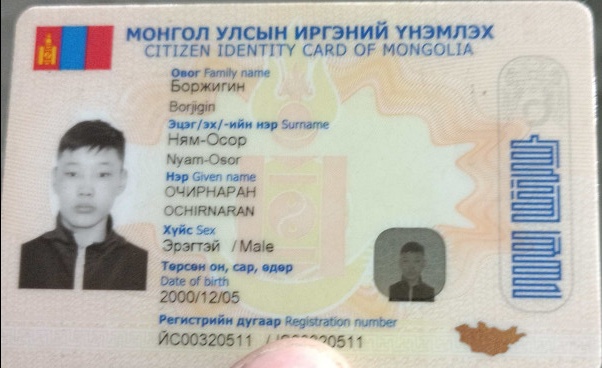 МОНГОЛ УЛСЫН ИРГЭНИЙ ҮНЭМЛЭХ
CITIZEN IDENTITY CARD OF MONGOLIA
Овог Family name
Боржигин
Borjigin
Эцэг/эх/-ийн нэр Surname
Ням-Осор
Nyam-Osor
Нэр Given name
ОЧИРНАРАН
OCHIRNARAN
Хүйс Sex
Эрэгтэй / Male
Төрсөн он, сар, өдөр
Date of birth
2000/12/05
Регистрийн дугаар Registration number
ЙС00320511 /